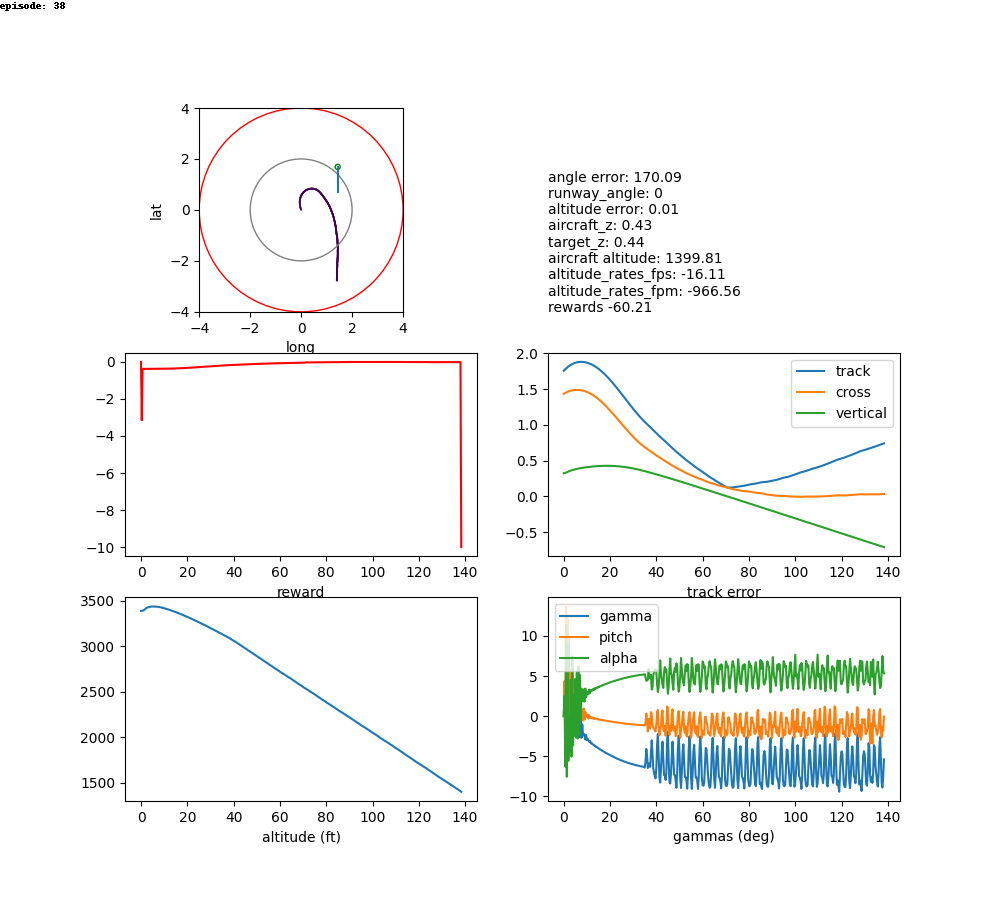 episode: 38
4
2
0
−2
−4
lat
−4 −2 0 2 4
long
angle error: 170.09
runway_angle: 0
altitude error: 0.01
aircraft_z: 0.43
target_z: 0.44
aircraft altitude: 1399.81
altitude_rates_fps: -16.11
altitude_rates_fpm: -966.56
rewards -60.21
0
−2
−4
−6
−8
−10
0 20 40 60 80 100 120 140
reward
2.0
1.5
1.0
0.5
0.0
−0.5
track
cross
vertical
0 20 40 60 80 100 120 140
track error
3500
3000
2500
2000
1500
0 20 40 60 80 100 120 140
altitude (ft)
10
5
0
−5
−10
gamma
pitch
alpha
0 20 40 60 80 100 120 140
gammas (deg)